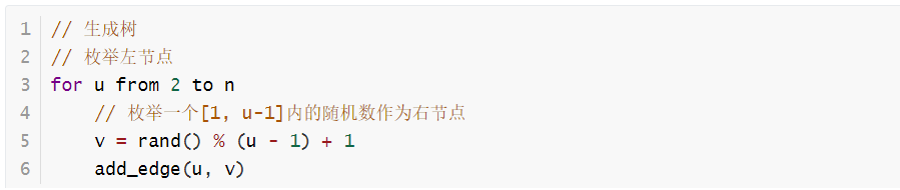 1 // 生成树
2 // 枚举左节点
3 for u from 2 to n
4     // 枚举一个[1, u-1]内的随机数作为右节点
5     v = rand() % (u - 1) + 1
6     add_edge(u, v)